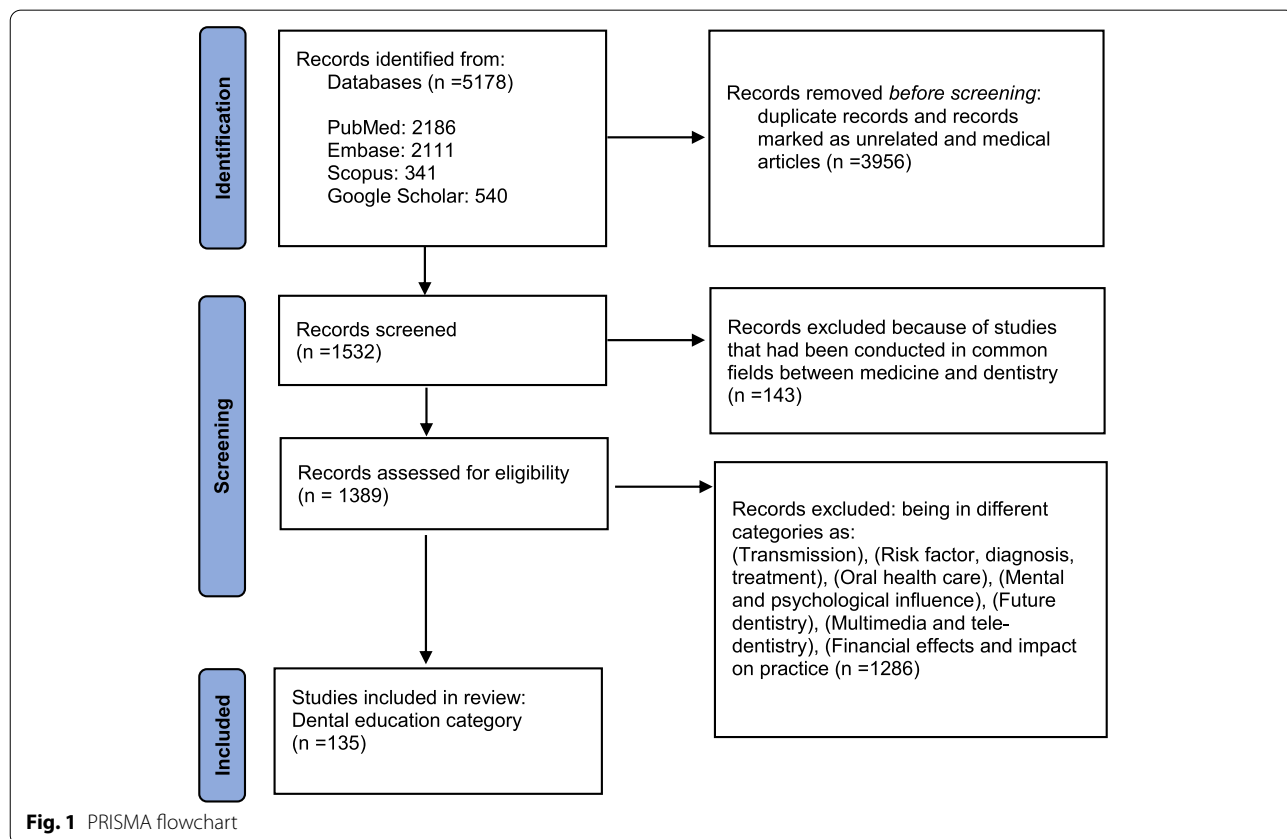 Identification
Records identified from:
Databases (n =5178)
PubMed: 2186
Embase: 2111
Scopus: 341
Google Scholar: 540
Records removed before screening:
duplicate records and records
marked as unrelated and medical
articles (n =3956)
Screening
Records screened
(n =1532)
Records excluded because of studies
that had been conducted in common
fields between medicine and dentistry
(n =143)
Records assessed for eligibility
(n = 1389)
Records excluded: being in different
categories as:
(Transmission), (Risk factor, diagnosis,
treatment), (Oral health care), (Mental
and psychological influence), (Future
dentistry), (Multimedia and tele-
dentistry), (Financial effects and impact
on practice (n =1286)
Included
Studies included in review:
Dental education category
(n =135)
Fig. 1 PRISMA flowchart